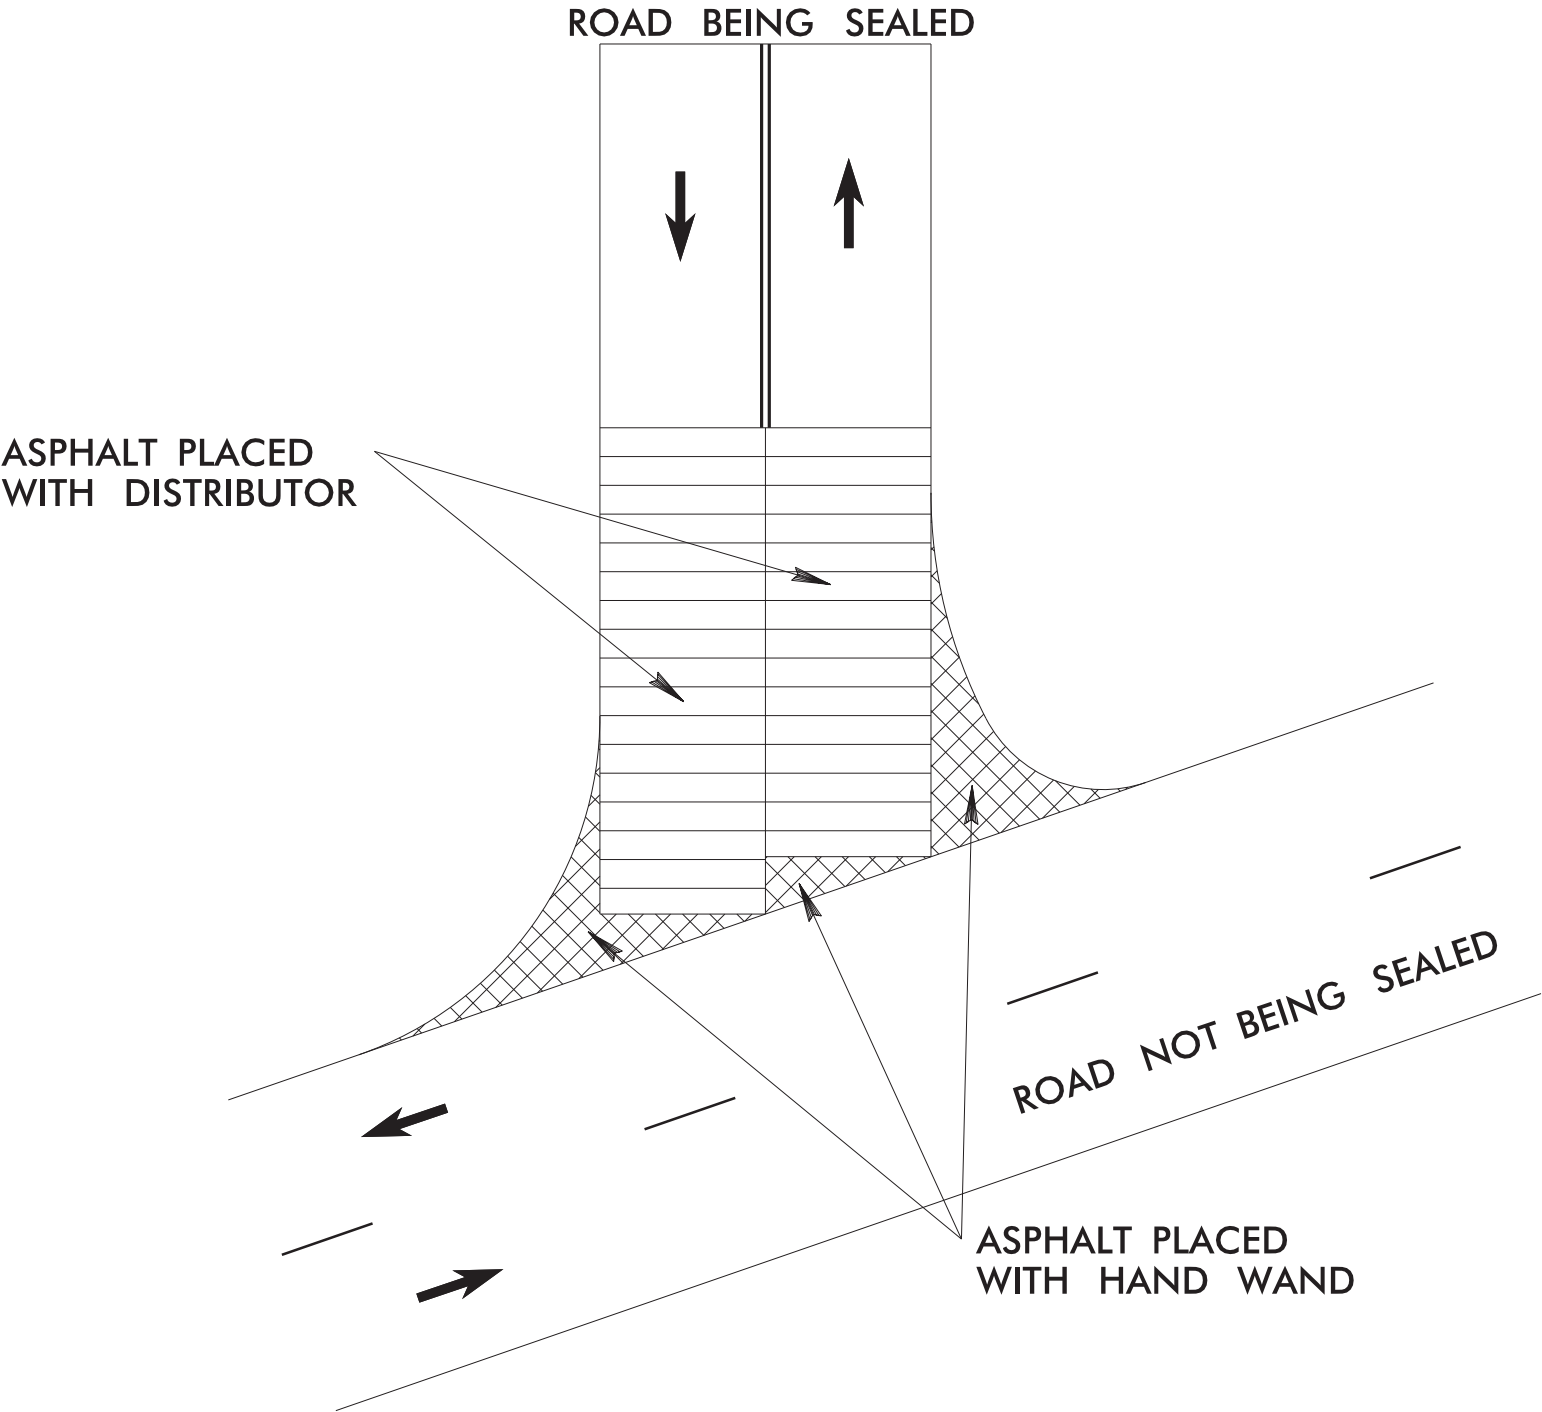 ROAD BEING SEALED
ASPHALT PLACED
WITH DISTRIBUTOR
ROAD NOT BEING SEALED
ASPHALT PLACED
WITH HAND WAND